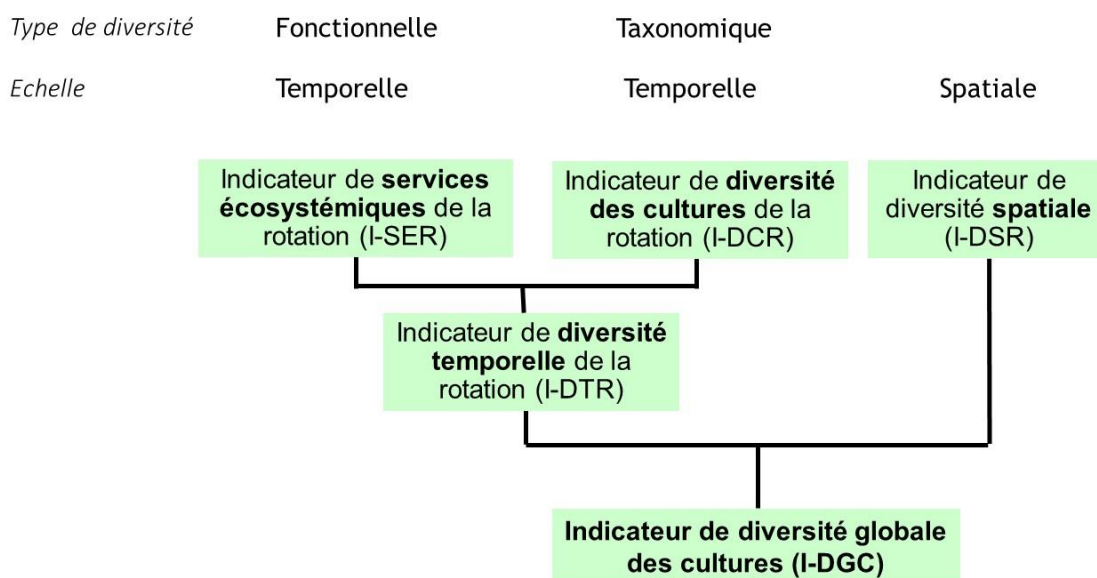 Type de diversité Fonctionnelle Taxonomique
Echelle Temporelle Temporelle Spatiale
Indicateur de services
écosystémiques de la
rotation (I-SER)
Indicateur de diversité
des cultures de la
rotation (I-DCR)
Indicateur de
diversité spatiale
(I-DSR)
Indicateur de diversité
temporelle de la
rotation (I-DTR)
Indicateur de diversité globale
des cultures (I-DGC)